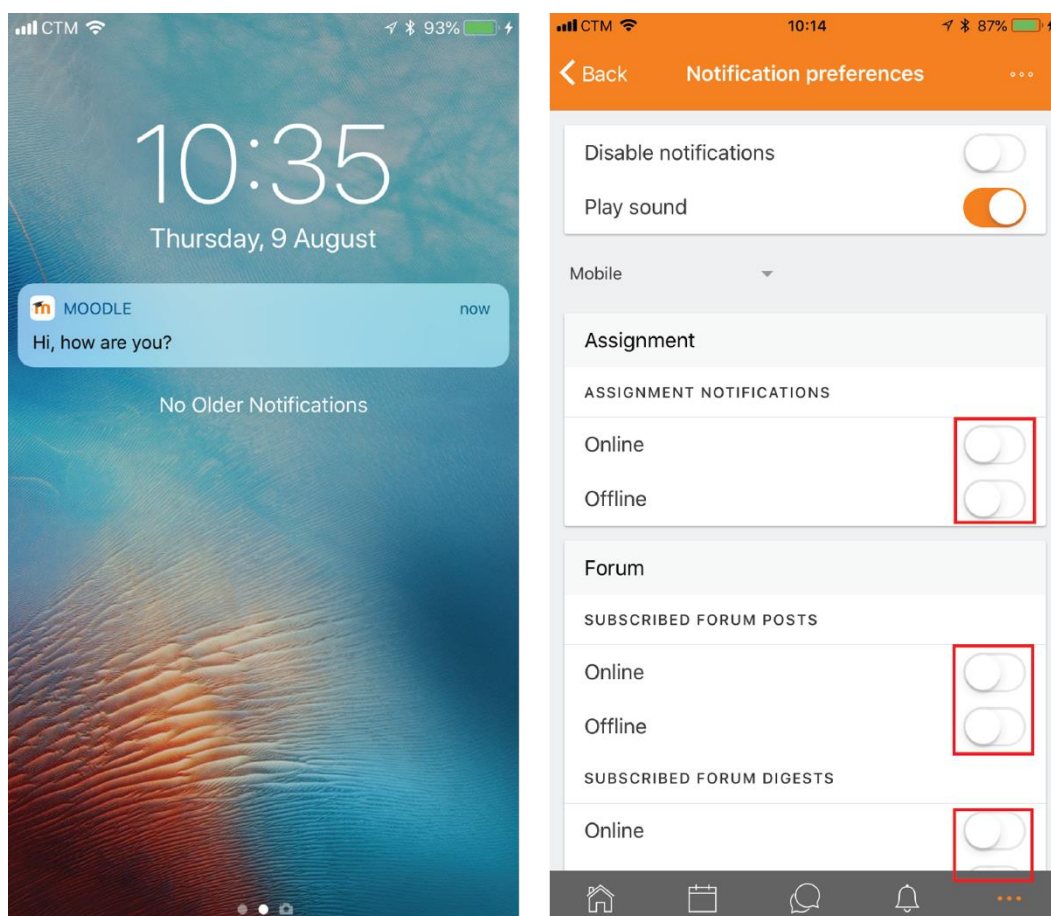 CTM
93%
10:35
Thursday, 9 August
MOODLE now
Hi, how are you?
No Older Notifications
CTM 10:14 87%
Back Notification preferences
Disable notifications
Play sound
Mobile
Assignment
ASSIGNMENT NOTIFICATIONS
Online
Offline
Forum
SUBSCRIBED FORUM POSTS
Online
Offline
SUBSCRIBED FORUM DIGESTS
Online